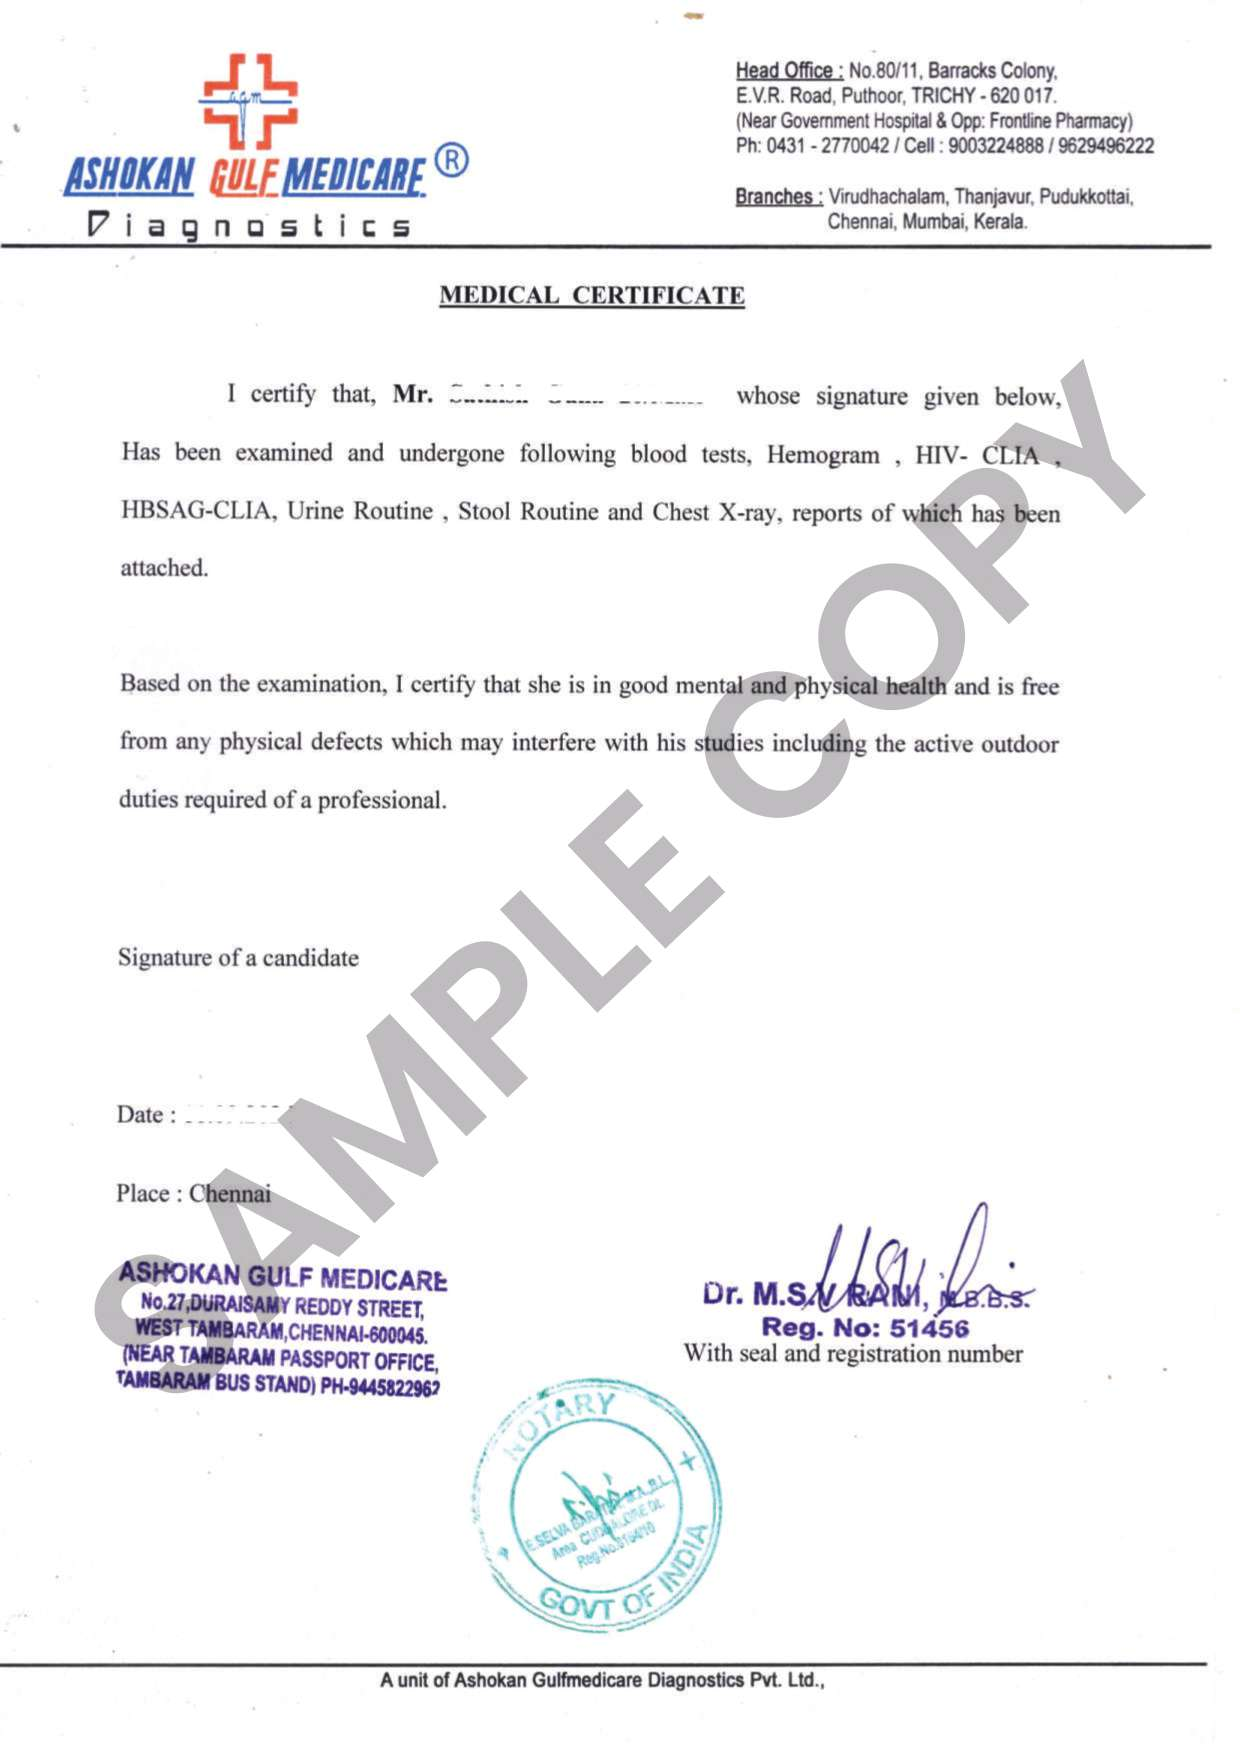 agm
ASHOKAN GULF MEDICARE ®
Diagnostics
Head Office : No.80/11, Barracks Colony,
E.V.R. Road, Puthoor, TRICHY - 620 017.
(Near Government Hospital & Opp: Frontline Pharmacy)
Ph: 0431 - 2770042 / Cell : 9003224888 / 9629496222
Branches : Virudhachalam, Thanjavur, Pudukkottai,
Chennai, Mumbai, Kerala.
MEDICAL CERTIFICATE
I certify that, Mr. whose signature given below,
Has been examined and undergone following blood tests, Hemogram , HIV- CLIA ,
HBSAG-CLIA, Urine Routine , Stool Routine and Chest X-ray, reports of which has been
attached.
Based on the examination, I certify that she is in good mental and physical health and is free
from any physical defects which may interfere with his studies including the active outdoor
duties required of a professional.
SAMPLE COPY
Signature of a candidate
Date :
Place : Chennai
ASHOKAN GULF MEDICARE
No.27,DURAISAMY REDDY STREET,
WEST TAMBARAM,CHENNAI-600045.
(NEAR TAMBARAM PASSPORT OFFICE,
TAMBARAM BUS STAND) PH-9445822962
Dr. M.S.V RANI, M.B.B.S.
Reg. No: 51456
With seal and registration number
NOTARY
E.SELVA
Area
Reg.No.
GOVT OF INDIA
A unit of Ashokan Gulfmedicare Diagnostics Pvt. Ltd.,